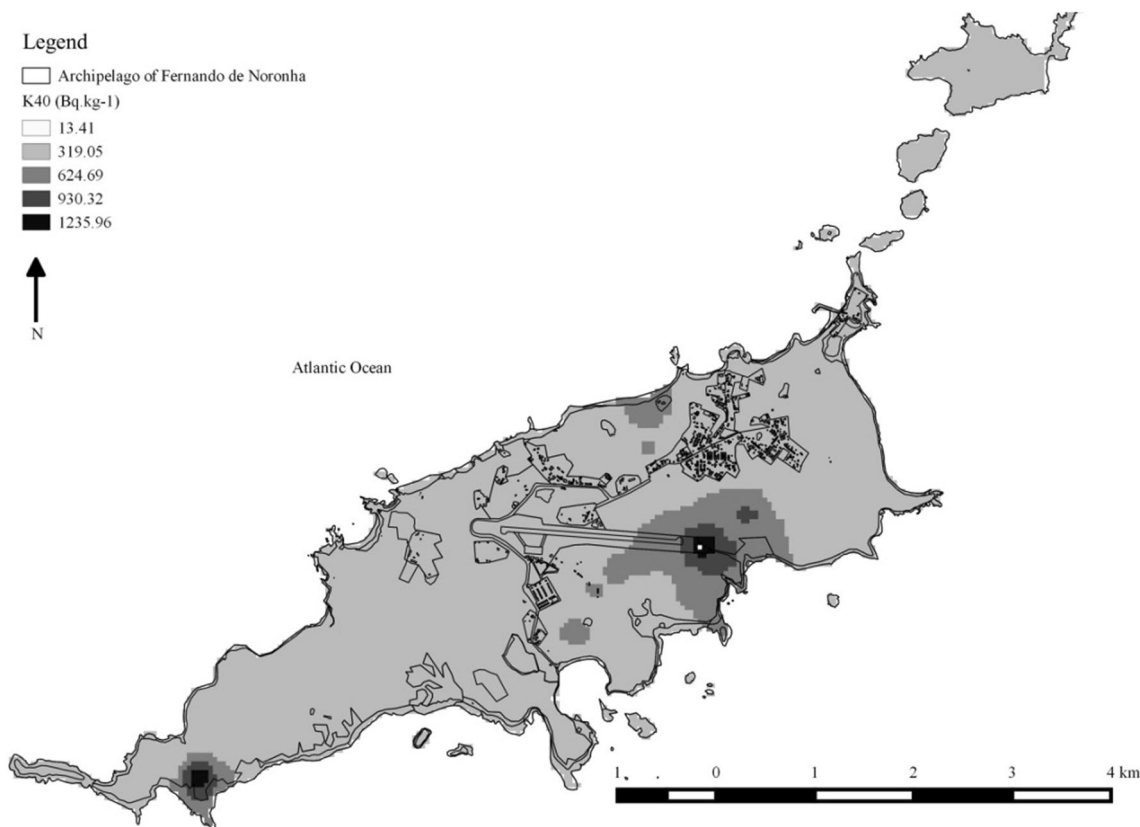 Legend
Archipelago of Fernando de Noronha
K40 (Bq.kg-1)
13.41
319.05
624.69
930.32
1235.96
N
Atlantic Ocean
1 0 1 2 3 4 km